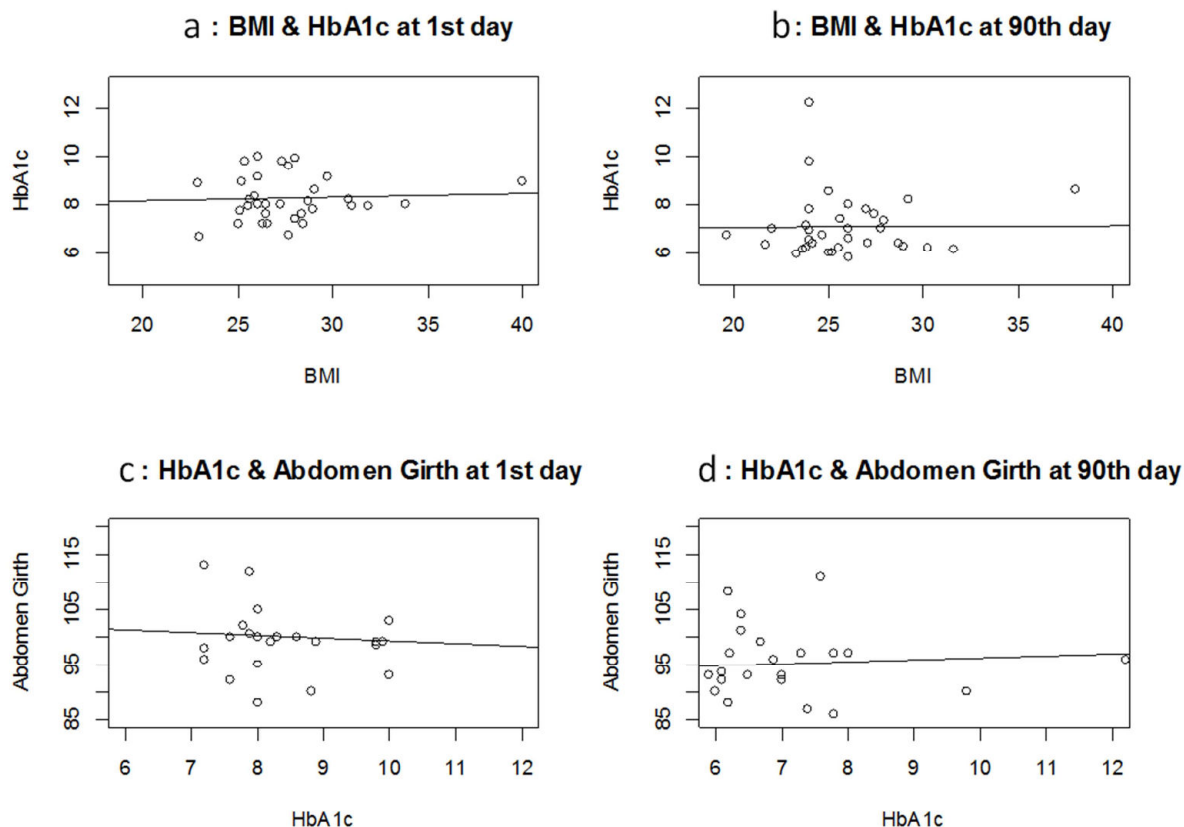 a : BMI & HbA1c at 1st day
HbA1c
12
10
8
6
20 25 30 35 40
BMI
b : BMI & HbA1c at 90th day
HbA1c
12
10
8
6
20 25 30 35 40
BMI
c : HbA1c & Abdomen Girth at 1st day
Abdomen Girth
115
105
95
85
6 7 8 9 10 11 12
HbA1c
d : HbA1c & Abdomen Girth at 90th day
Abdomen Girth
115
105
95
85
6 7 8 9 10 11 12
HbA1c